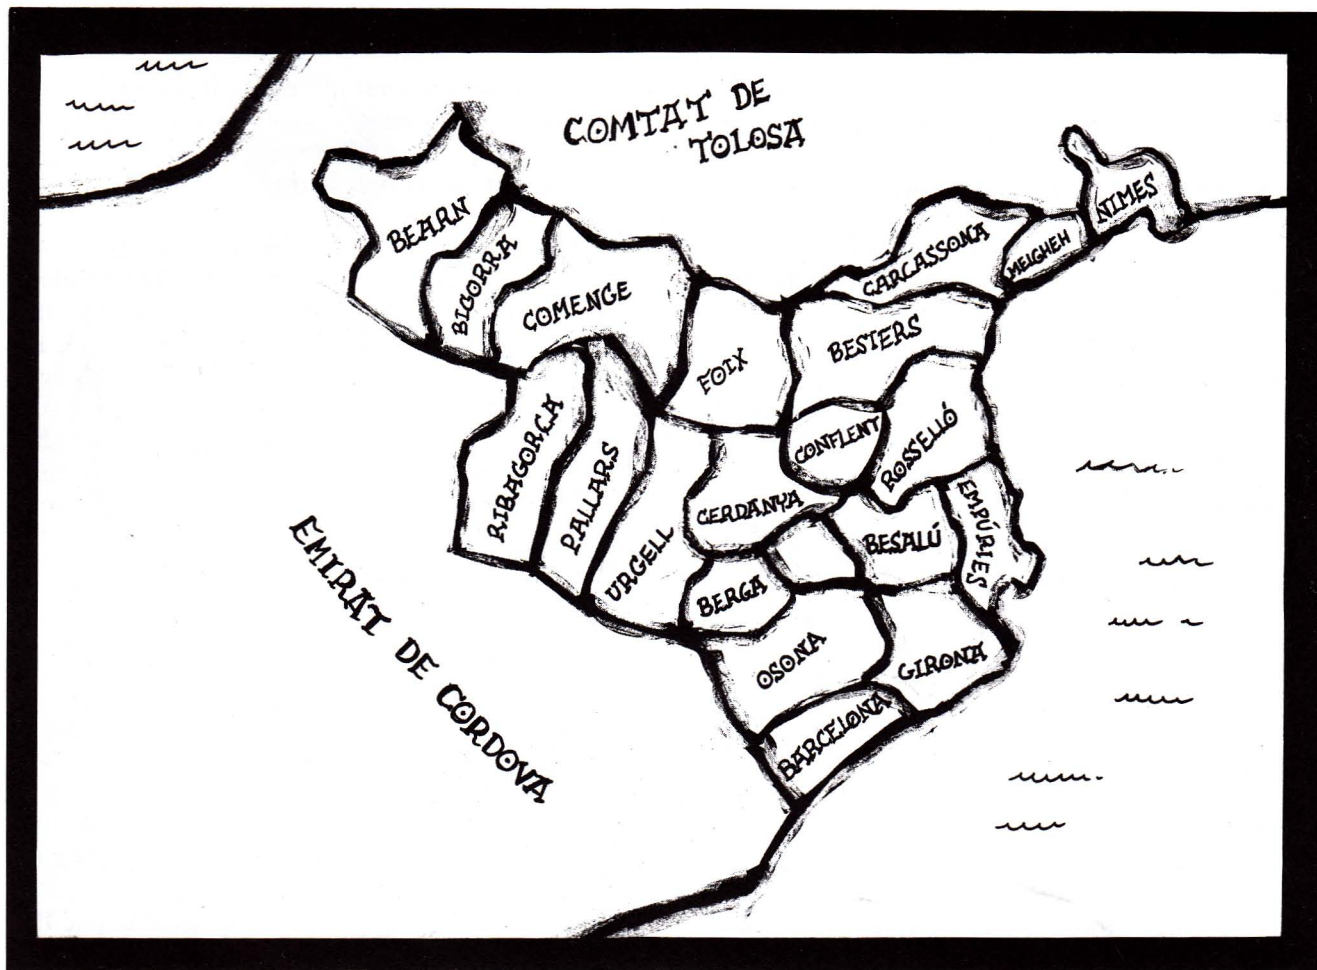 COMTAT DE
TOLOSA
BEARN
BIGORRA
COMENGE
FOIX
CARCASSONA
MELGHEH
NIMES
BESTERS
CONFLENT
ROSSELLÓ
RIBAGORÇA
PALLARS
URGELL
CERDANYA
BESALÚ
EMPÚRIES
BERGA
OSONA
GIRONA
BARCELONA
EMIRAT DE CORDOVA